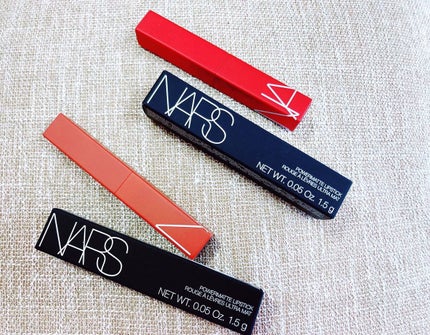 NARS
POWERMATTE LIPSTICK
ROUGE À LÈVRES ULTRA MAT
NET WT. 0.05 OZ. 1.5 g
NARS
POWERMATTE LIPSTICK
ROUGE À LÈVRES ULTRA MAT
NET WT. 0.05 OZ. 1.5 g